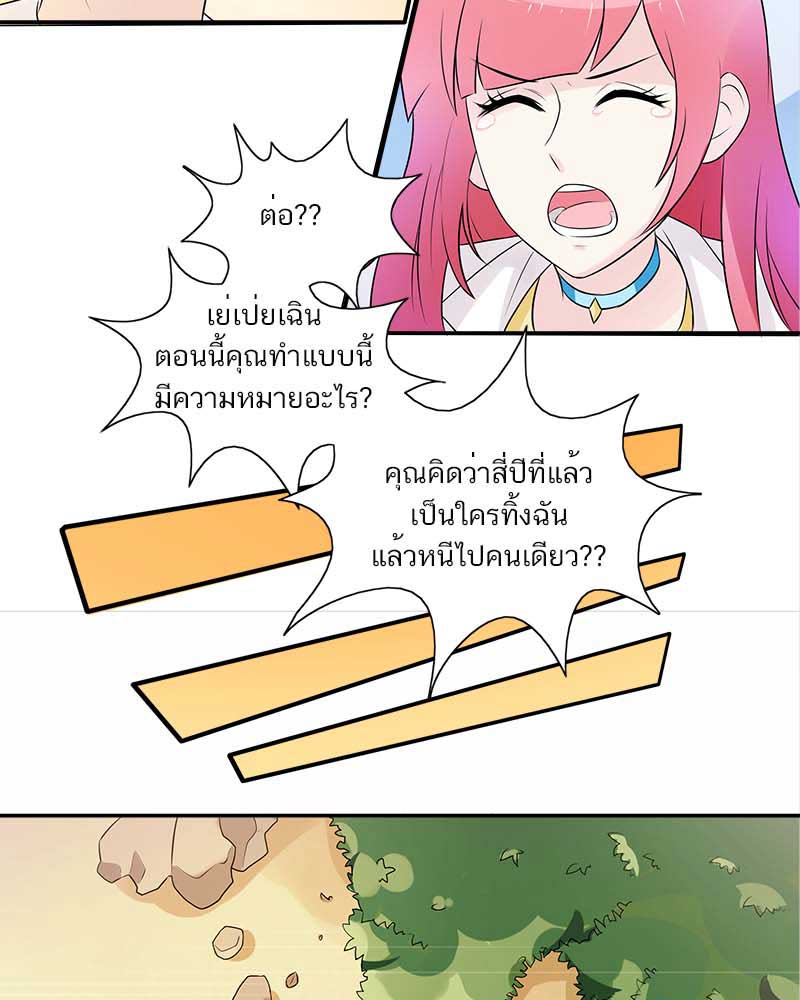 ต่อ??
เย่เป่ยเฉิน
ตอนนี้คุณทำแบบนี้
มีความหมายอะไร?
คุณคิดว่าสี่ปีที่แล้ว
เป็นใครทิ้งฉัน
แล้วหนีไปคนเดียว??